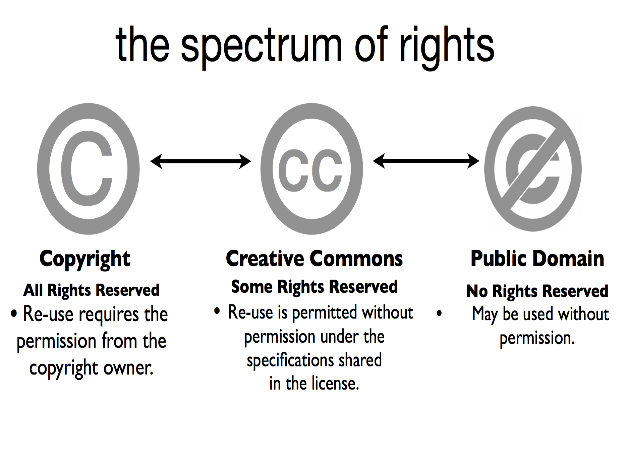 the spectrum of rights
C
CC
C
Copyright
All Rights Reserved
• Re-use requires the
permission from the
copyright owner.
Creative Commons
Some Rights Reserved
• Re-use is permitted without
permission under the
specifications shared
in the license.
Public Domain
No Rights Reserved
• May be used without
permission.